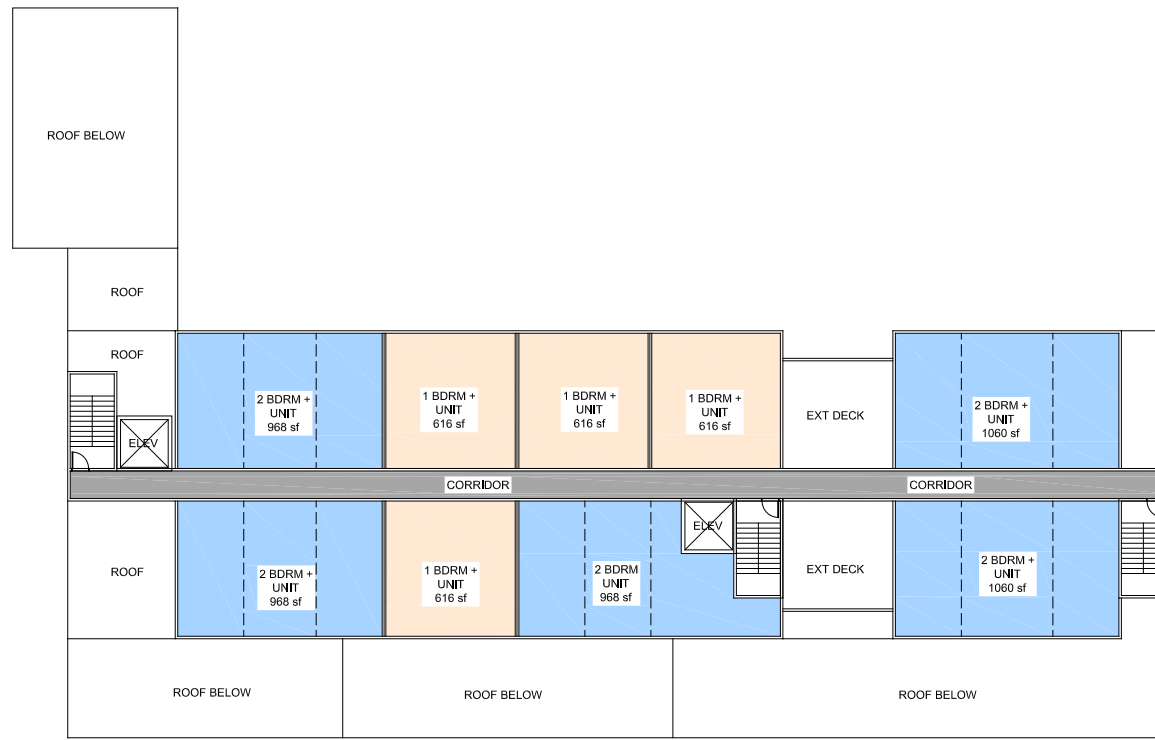 ROOF BELOW
ROOF
ROOF
ELEV
2 BDRM +
UNIT
968 sf
1 BDRM +
UNIT
616 sf
1 BDRM +
UNIT
616 sf
1 BDRM +
UNIT
616 sf
EXT DECK
2 BDRM +
UNIT
1060 sf
CORRIDOR
CORRIDOR
ROOF
2 BDRM +
UNIT
968 sf
1 BDRM +
UNIT
616 sf
2 BDRM
UNIT
968 sf
ELEV
EXT DECK
2 BDRM +
UNIT
1060 sf
ROOF BELOW
ROOF BELOW
ROOF BELOW